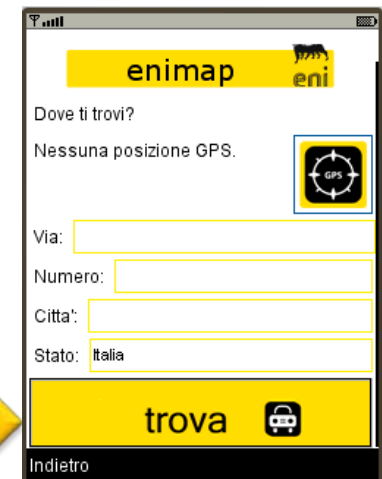 enimap
eni
Dove ti trovi?
Nessuna posizione GPS.
GPS
Via:
Numero:
Citta':
Stato: Italia
trova
Indietro